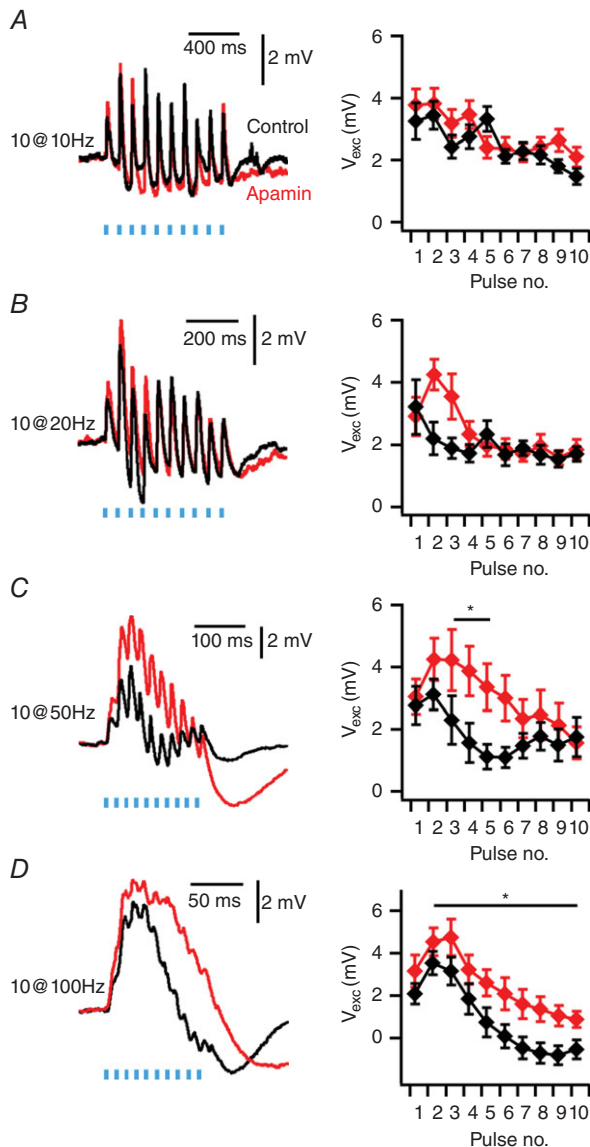 A
400 ms
2 mV
10@10Hz
Control
Apamin
6
4
2
0
V_exc (mV)
1 2 3 4 5 6 7 8 9 10
Pulse no.
B
200 ms
2 mV
10@20Hz
6
4
2
0
V_exc (mV)
1 2 3 4 5 6 7 8 9 10
Pulse no.
C
100 ms
2 mV
10@50Hz
*
6
4
2
0
V_exc (mV)
1 2 3 4 5 6 7 8 9 10
Pulse no.
D
50 ms
2 mV
10@100Hz
*
6
4
2
0
V_exc (mV)
1 2 3 4 5 6 7 8 9 10
Pulse no.